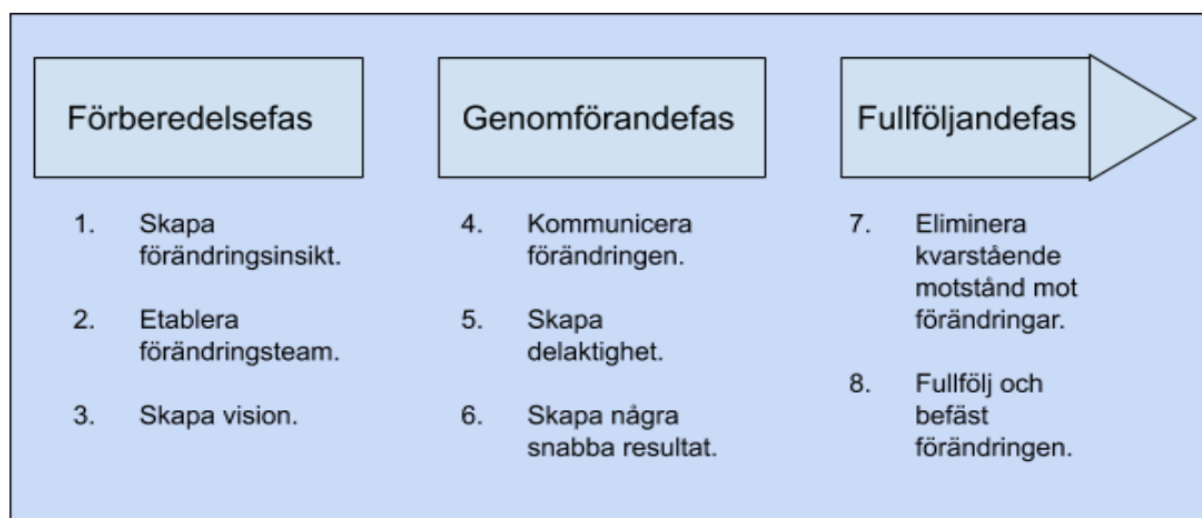 Förberedelsefas
1. Skapa
förändringsinsikt.
2. Etablera
förändringsteam.
3. Skapa vision.
Genomförandefas
4. Kommunicera
förändringen.
5. Skapa
delaktighet.
6. Skapa några
snabba resultat.
Fullföljandefas
7. Eliminera
kvarstående
motstånd mot
förändringar.
8. Fullfölj och
befäst
förändringen.